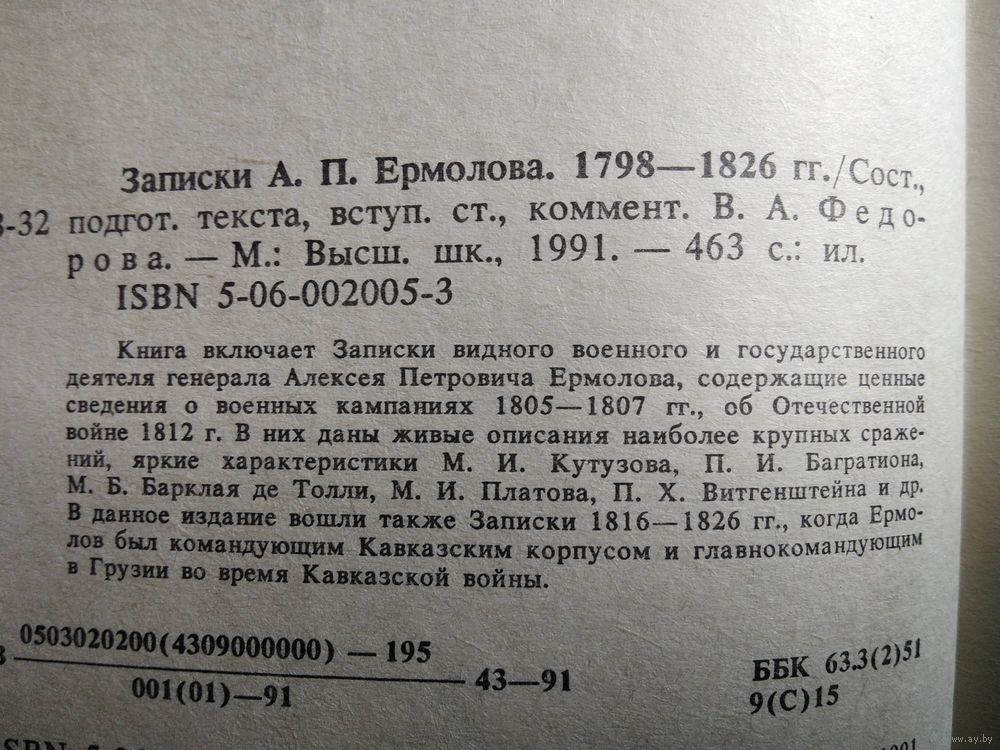 Записки А. П. Ермолова. 1798—1826 гг./Сост.,
3-32 подгот. текста, вступ. ст., коммент. В. А. Федо-
рова. — М.: Высш. шк., 1991. — 463 с.: ил.
ISBN 5-06-002005-3
Книга включает Записки видного военного и государственного
деятеля генерала Алексея Петровича Ермолова, содержащие ценные
сведения о военных кампаниях 1805—1807 гг., об Отечественной
войне 1812 г. В них даны живые описания наиболее крупных сраже-
ний, яркие характеристики М. И. Кутузова, П. И. Багратиона,
М. Б. Барклая де Толли, М. И. Платова, П. Х. Витгенштейна и др.
В данное издание вошли также Записки 1816—1826 гг., когда Ермо-
лов был командующим Кавказским корпусом и главнокомандующим
в Грузии во время Кавказской войны.
0503020200(4309000000) — 195
001(01)—91
43—91
ББК 63.3(2)51
9(С)15
www.ay.by